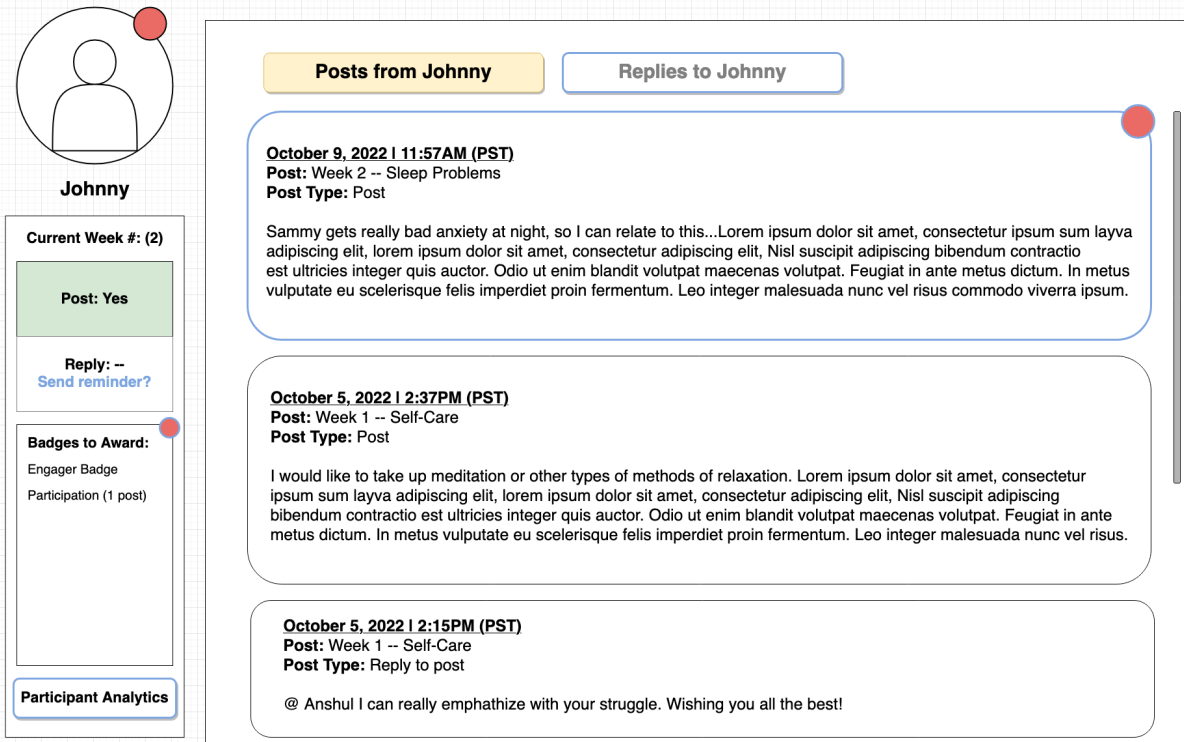 Johnny
Current Week #: (2)
Post: Yes
Reply: --
Send reminder?
Badges to Award:
Engager Badge
Participation (1 post)
Participant Analytics
Posts from Johnny
Replies to Johnny
October 9, 2022 | 11:57AM (PST)
Post: Week 2 -- Sleep Problems
Post Type: Post
Sammy gets really bad anxiety at night, so I can relate to this...Lorem ipsum dolor sit amet, consectetur ipsum sum layva
adipiscing elit, lorem ipsum dolor sit amet, consectetur adipiscing elit, Nisl suscipit adipiscing bibendum contractio
est ultricies integer quis auctor. Odio ut enim blandit volutpat maecenas volutpat. Feugiat in ante metus dictum. In metus
vulputate eu scelerisque felis imperdiet proin fermentum. Leo integer malesuada nunc vel risus commodo viverra ipsum.
October 5, 2022 | 2:37PM (PST)
Post: Week 1 -- Self-Care
Post Type: Post
I would like to take up meditation or other types of methods of relaxation. Lorem ipsum dolor sit amet, consectetur
ipsum sum layva adipiscing elit, lorem ipsum dolor sit amet, consectetur adipiscing elit, Nisl suscipit adipiscing
bibendum contractio est ultricies integer quis auctor. Odio ut enim blandit volutpat maecenas volutpat. Feugiat in ante
metus dictum. In metus vulputate eu scelerisque felis imperdiet proin fermentum. Leo integer malesuada nunc vel risus.
October 5, 2022 | 2:15PM (PST)
Post: Week 1 -- Self-Care
Post Type: Reply to post
@ Anshul I can really emphathize with your struggle. Wishing you all the best!